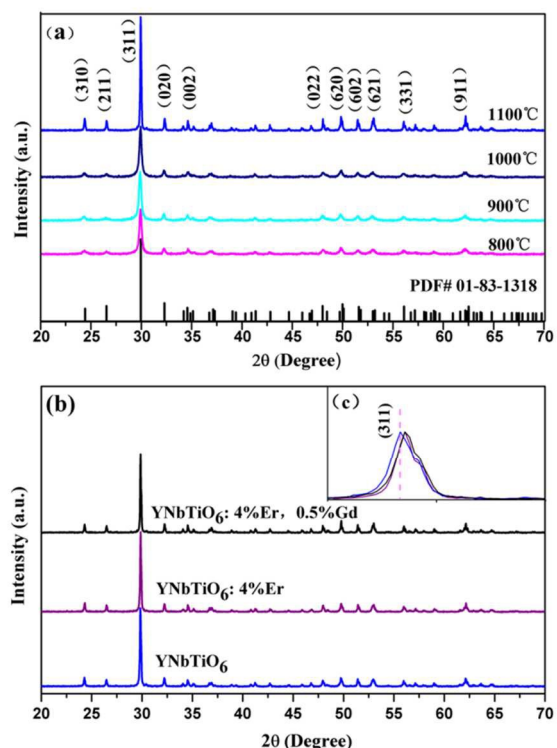 (a)
(310)
(211)
(311)
(020)
(002)
(022)
(620)
(602)
(621)
(331)
(911)
1100℃
1000℃
900℃
800℃
PDF# 01-83-1318
Intensity (a.u.)
20 25 30 35 40 45 50 55 60 65 70
2θ (Degree)
(b)
(c)
(311)
YNbTiO₆: 4%Er, 0.5%Gd
YNbTiO₆: 4%Er
YNbTiO₆
Intensity (a.u.)
20 25 30 35 40 45 50 55 60 65 70
2θ (Degree)